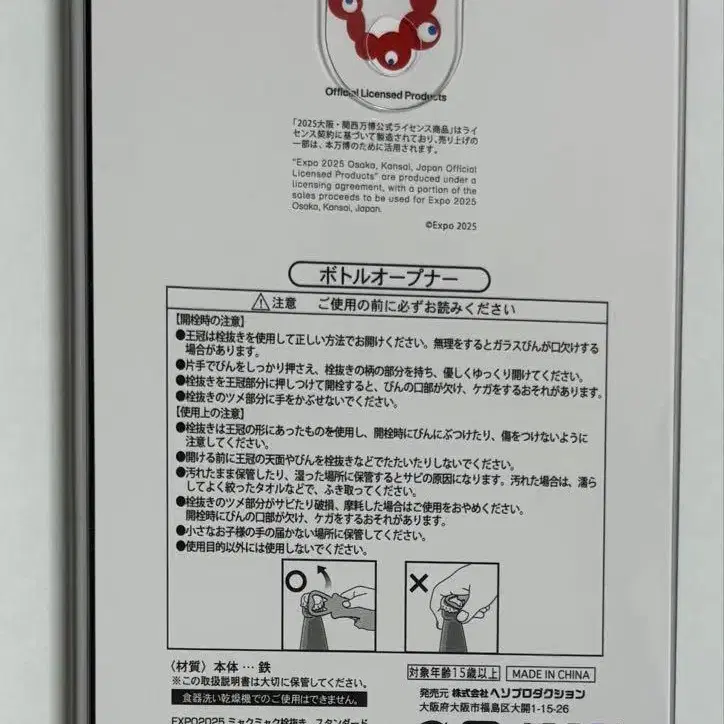 Official Licensed Products
「2025大阪・関西万博公式ライセンス商品」はライ
センス契約に基づいて製造されており、売り上げの
一部は、本万博のために活用されます。
"Expo 2025 Osaka, Kansai, Japan Official
Licensed Products" are produced under a
licensing agreement, with a portion of the
sales proceeds to be used for Expo 2025
Osaka, Kansai, Japan.
©Expo 2025
ボトルオープナー
⚠注意 ご使用の前に必ずお読みください
【開栓時の注意】
●王冠は栓抜きを使用して正しい方法でお開けください。無理をするとガラスびんが口欠けする
場合があります。
●片手でびんをしっかり押さえ、栓抜きの柄の部分を持ち、優しくゆっくり開けてください。
●栓抜きを王冠部分に押しつけて開栓すると、びんの口部が欠け、ケガをするおそれがあります。
●栓抜きのツメ部分に手をかぶせないでください。
【使用上の注意】
●栓抜きは王冠の形にあったものを使用し、開栓時にびんにぶつけたり、傷をつけないように
注意してください。
●開ける前に王冠の天面やびんを栓抜きなどでたたいたりしないでください。
●汚れたまま保管したり、湿った場所に保管するとサビの原因になります。汚れた場合は、濡ら
してよく絞ったタオルなどで、ふき取ってください。
●栓抜きのツメ部分がサビたり破損、摩耗した場合はご使用をおやめください。
開栓時にびんの口部が欠け、ケガをするおそれがあります。
●小さなお子様の手の届かない場所に保管してください。
●使用目的以外には使用しないでください。
〈材質〉本体…鉄
※この取扱説明書は大切に保管してください。
食器洗い乾燥機でのご使用はできません。
対象年齢15歳以上 MADE IN CHINA
発売元 株式会社ヘソプロダクション
大阪府大阪市福島区大開1-15-26
EXPO2025 ミャクミャク栓抜き スタンダード